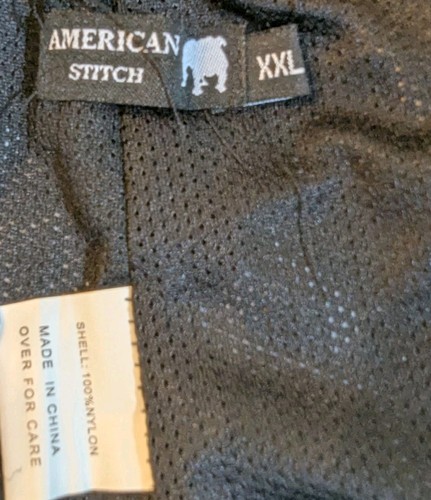 AMERICAN
STITCH
XXL
SHELL: 100%NYLON
MADE IN CHINA
OVER FOR CARE